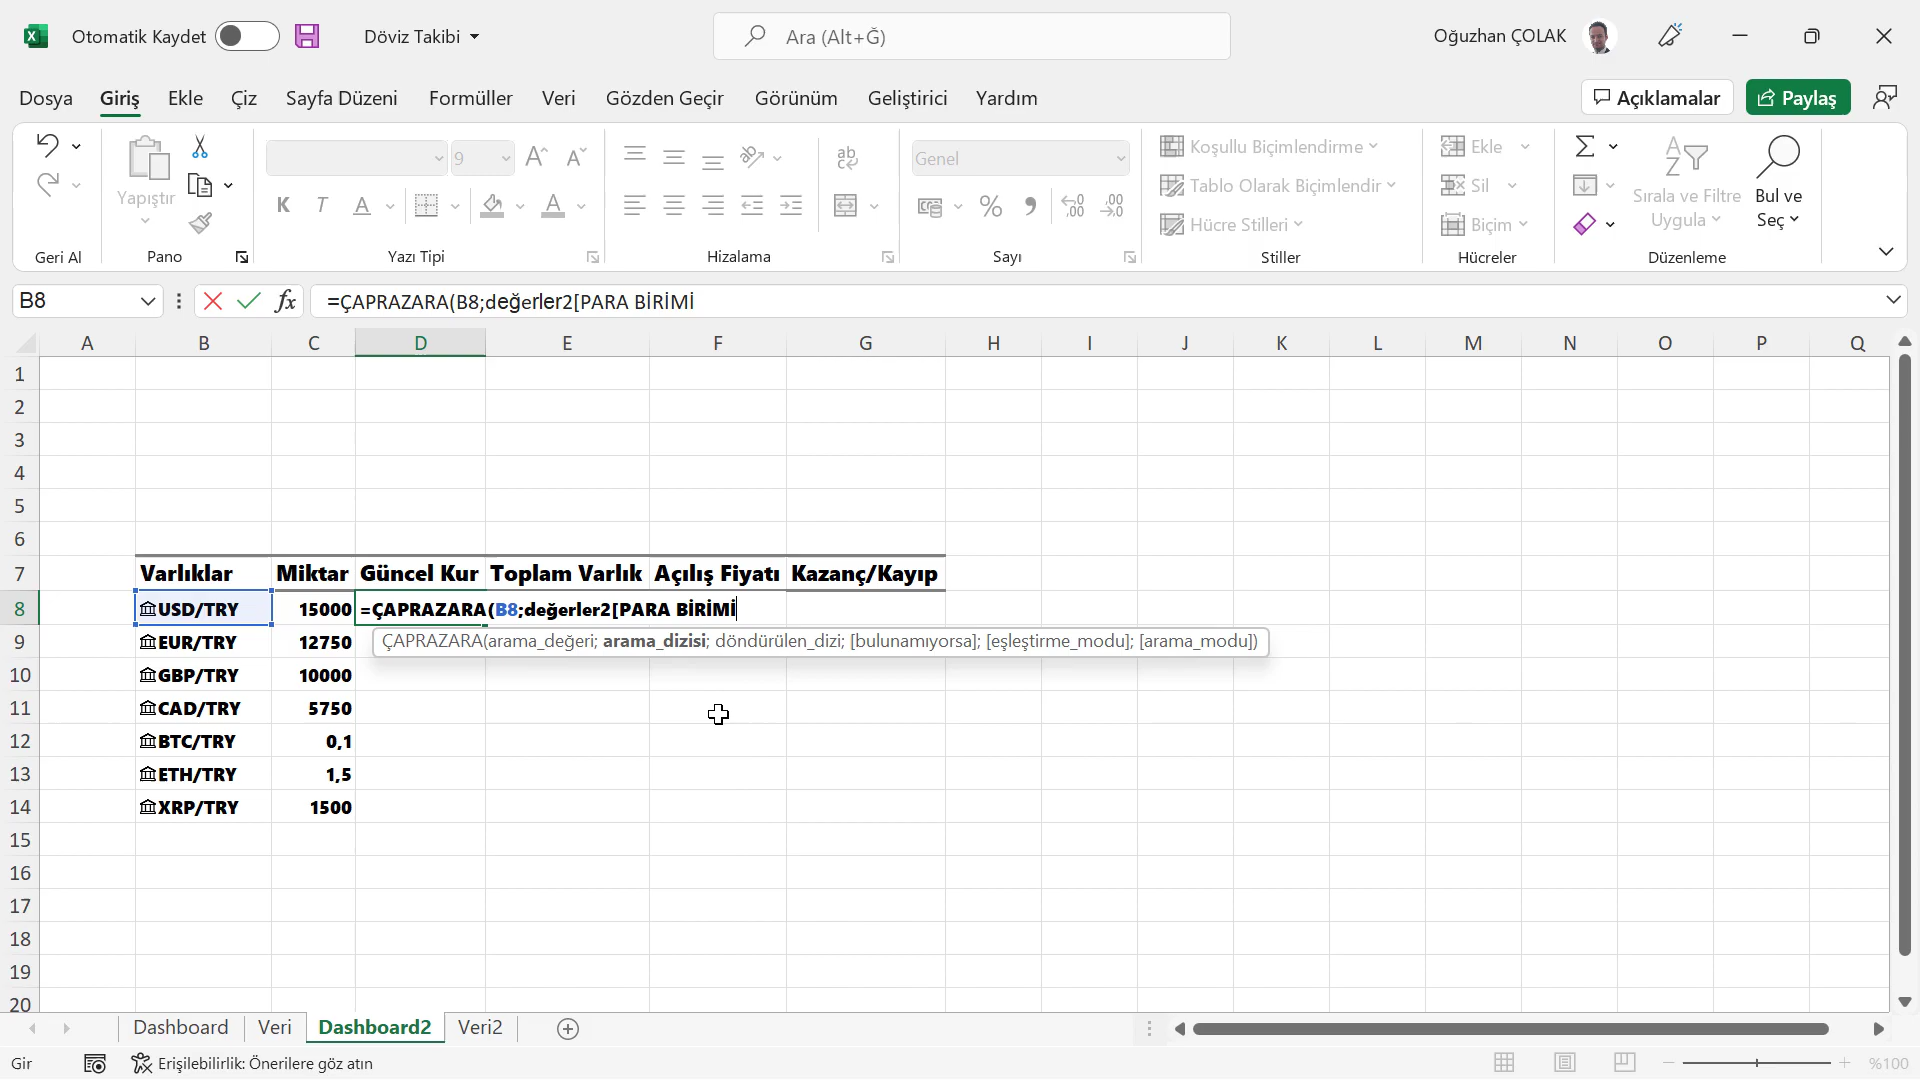 Otomatik Kaydet
Döviz Takibi
Ara (Alt+Ğ)
Oğuzhan ÇOLAK
Dosya Giriş Ekle Çiz Sayfa Düzeni Formüller Veri Gözden Geçir Görünüm Geliştirici Yardım
Açıklamalar
Paylaş
Yapıştır
9
K T A
A
ab
Genel
Koşullu Biçimlendirme
Tablo Olarak Biçimlendir
Hücre Stilleri
Ekle
Sil
Biçim
Sırala ve Filtre
Uygula
Bul ve
Seç
Geri Al Pano Yazı Tipi Hizalama Sayı Stiller Hücreler Düzenleme
B8
fx
=ÇAPRAZARA(B8;değerler2[PARA BİRİMİ
A B C D E F G H I J K L M N O P Q
1
2
3
4
5
6
7 Varlıklar Miktar Güncel Kur Toplam Varlık Açılış Fiyatı Kazanç/Kayıp
8 USD/TRY 15000 =ÇAPRAZARA(B8;değerler2[PARA BİRİMİ
ÇAPRAZARA(arama_değeri; arama_dizisi; döndürülen_dizi; [bulunamıyorsa]; [eşleştirme_modu]; [arama_modu])
9 EUR/TRY 12750
10 GBP/TRY 10000
11 CAD/TRY 5750
12 BTC/TRY 0,1
13 ETH/TRY 1,5
14 XRP/TRY 1500
15
16
17
18
19
20
Dashboard Veri Dashboard2 Veri2
Gir
Erişilebilirlik: Önerilere göz atın
%100